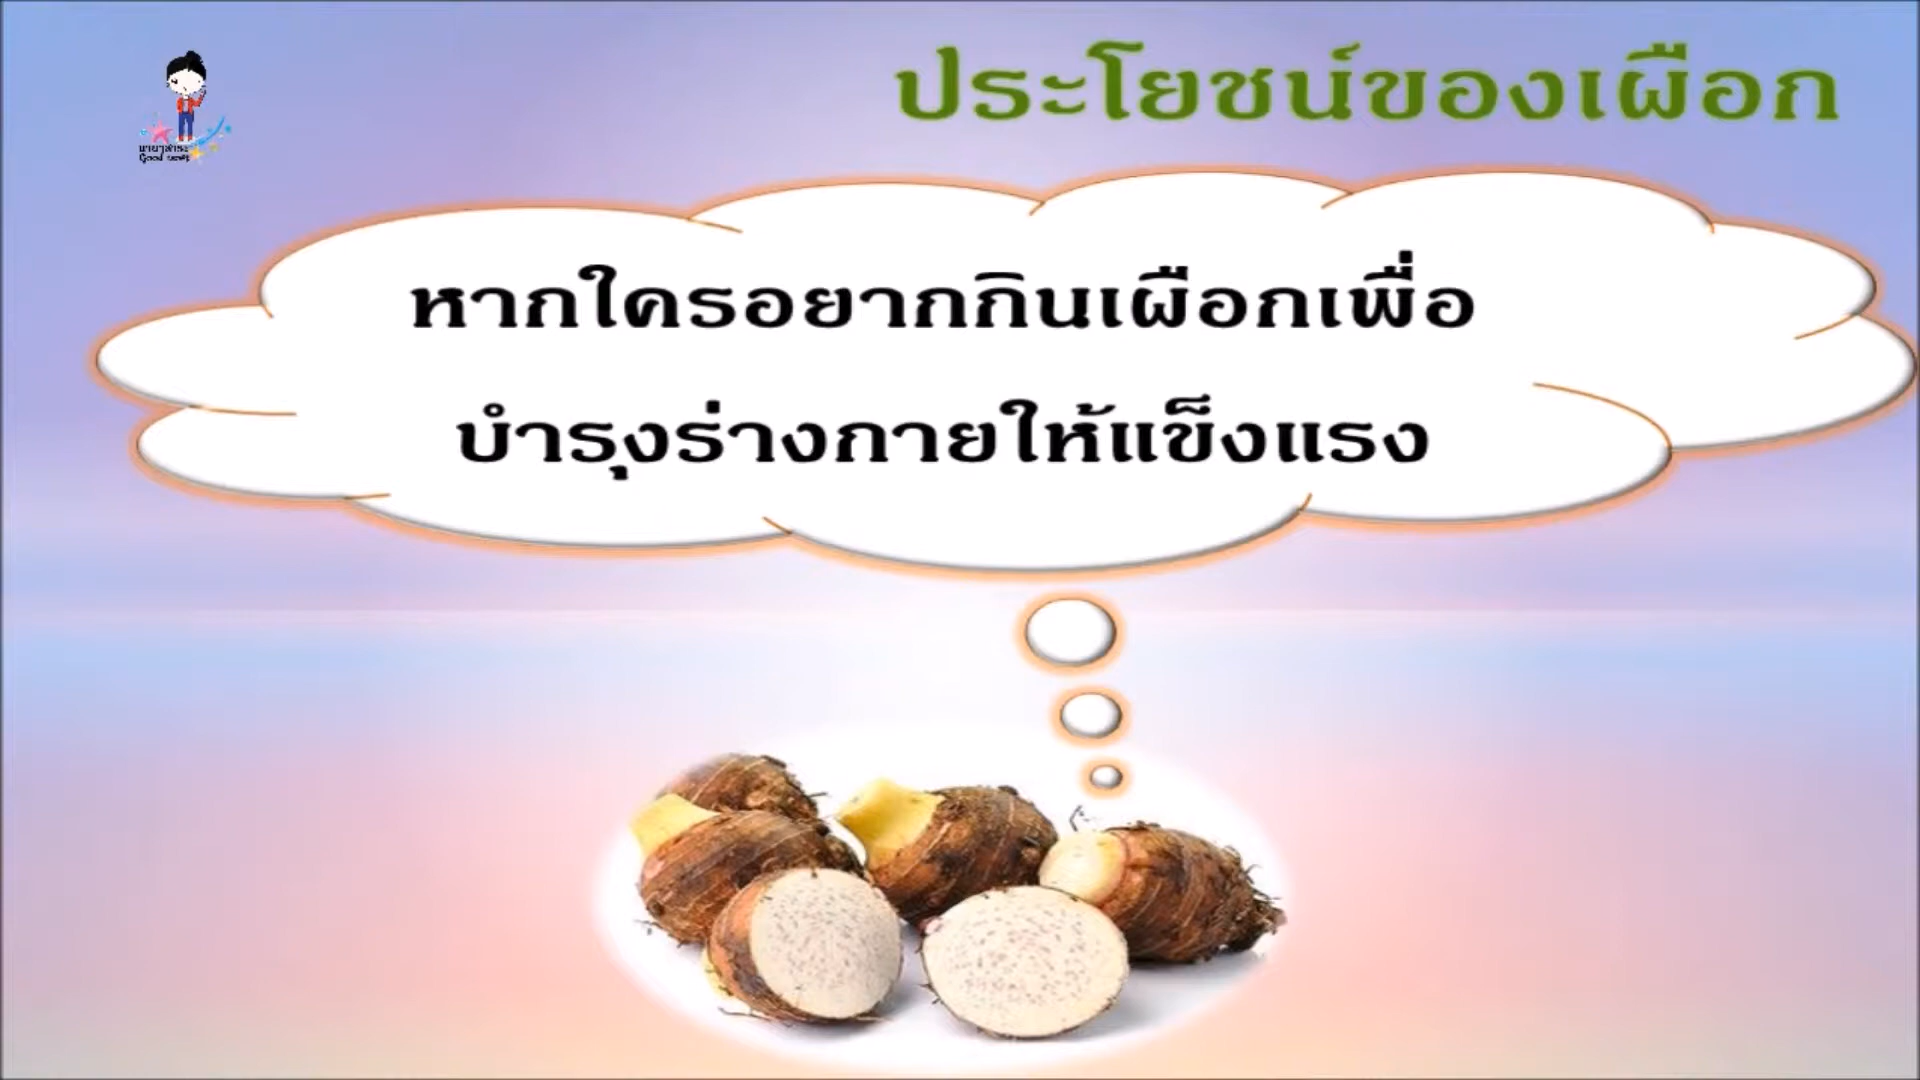 ประโยชน์ของเผือก
หากใครอยากกินเผือกเพื่อ
บำรุงร่างกายให้แข็งแรง